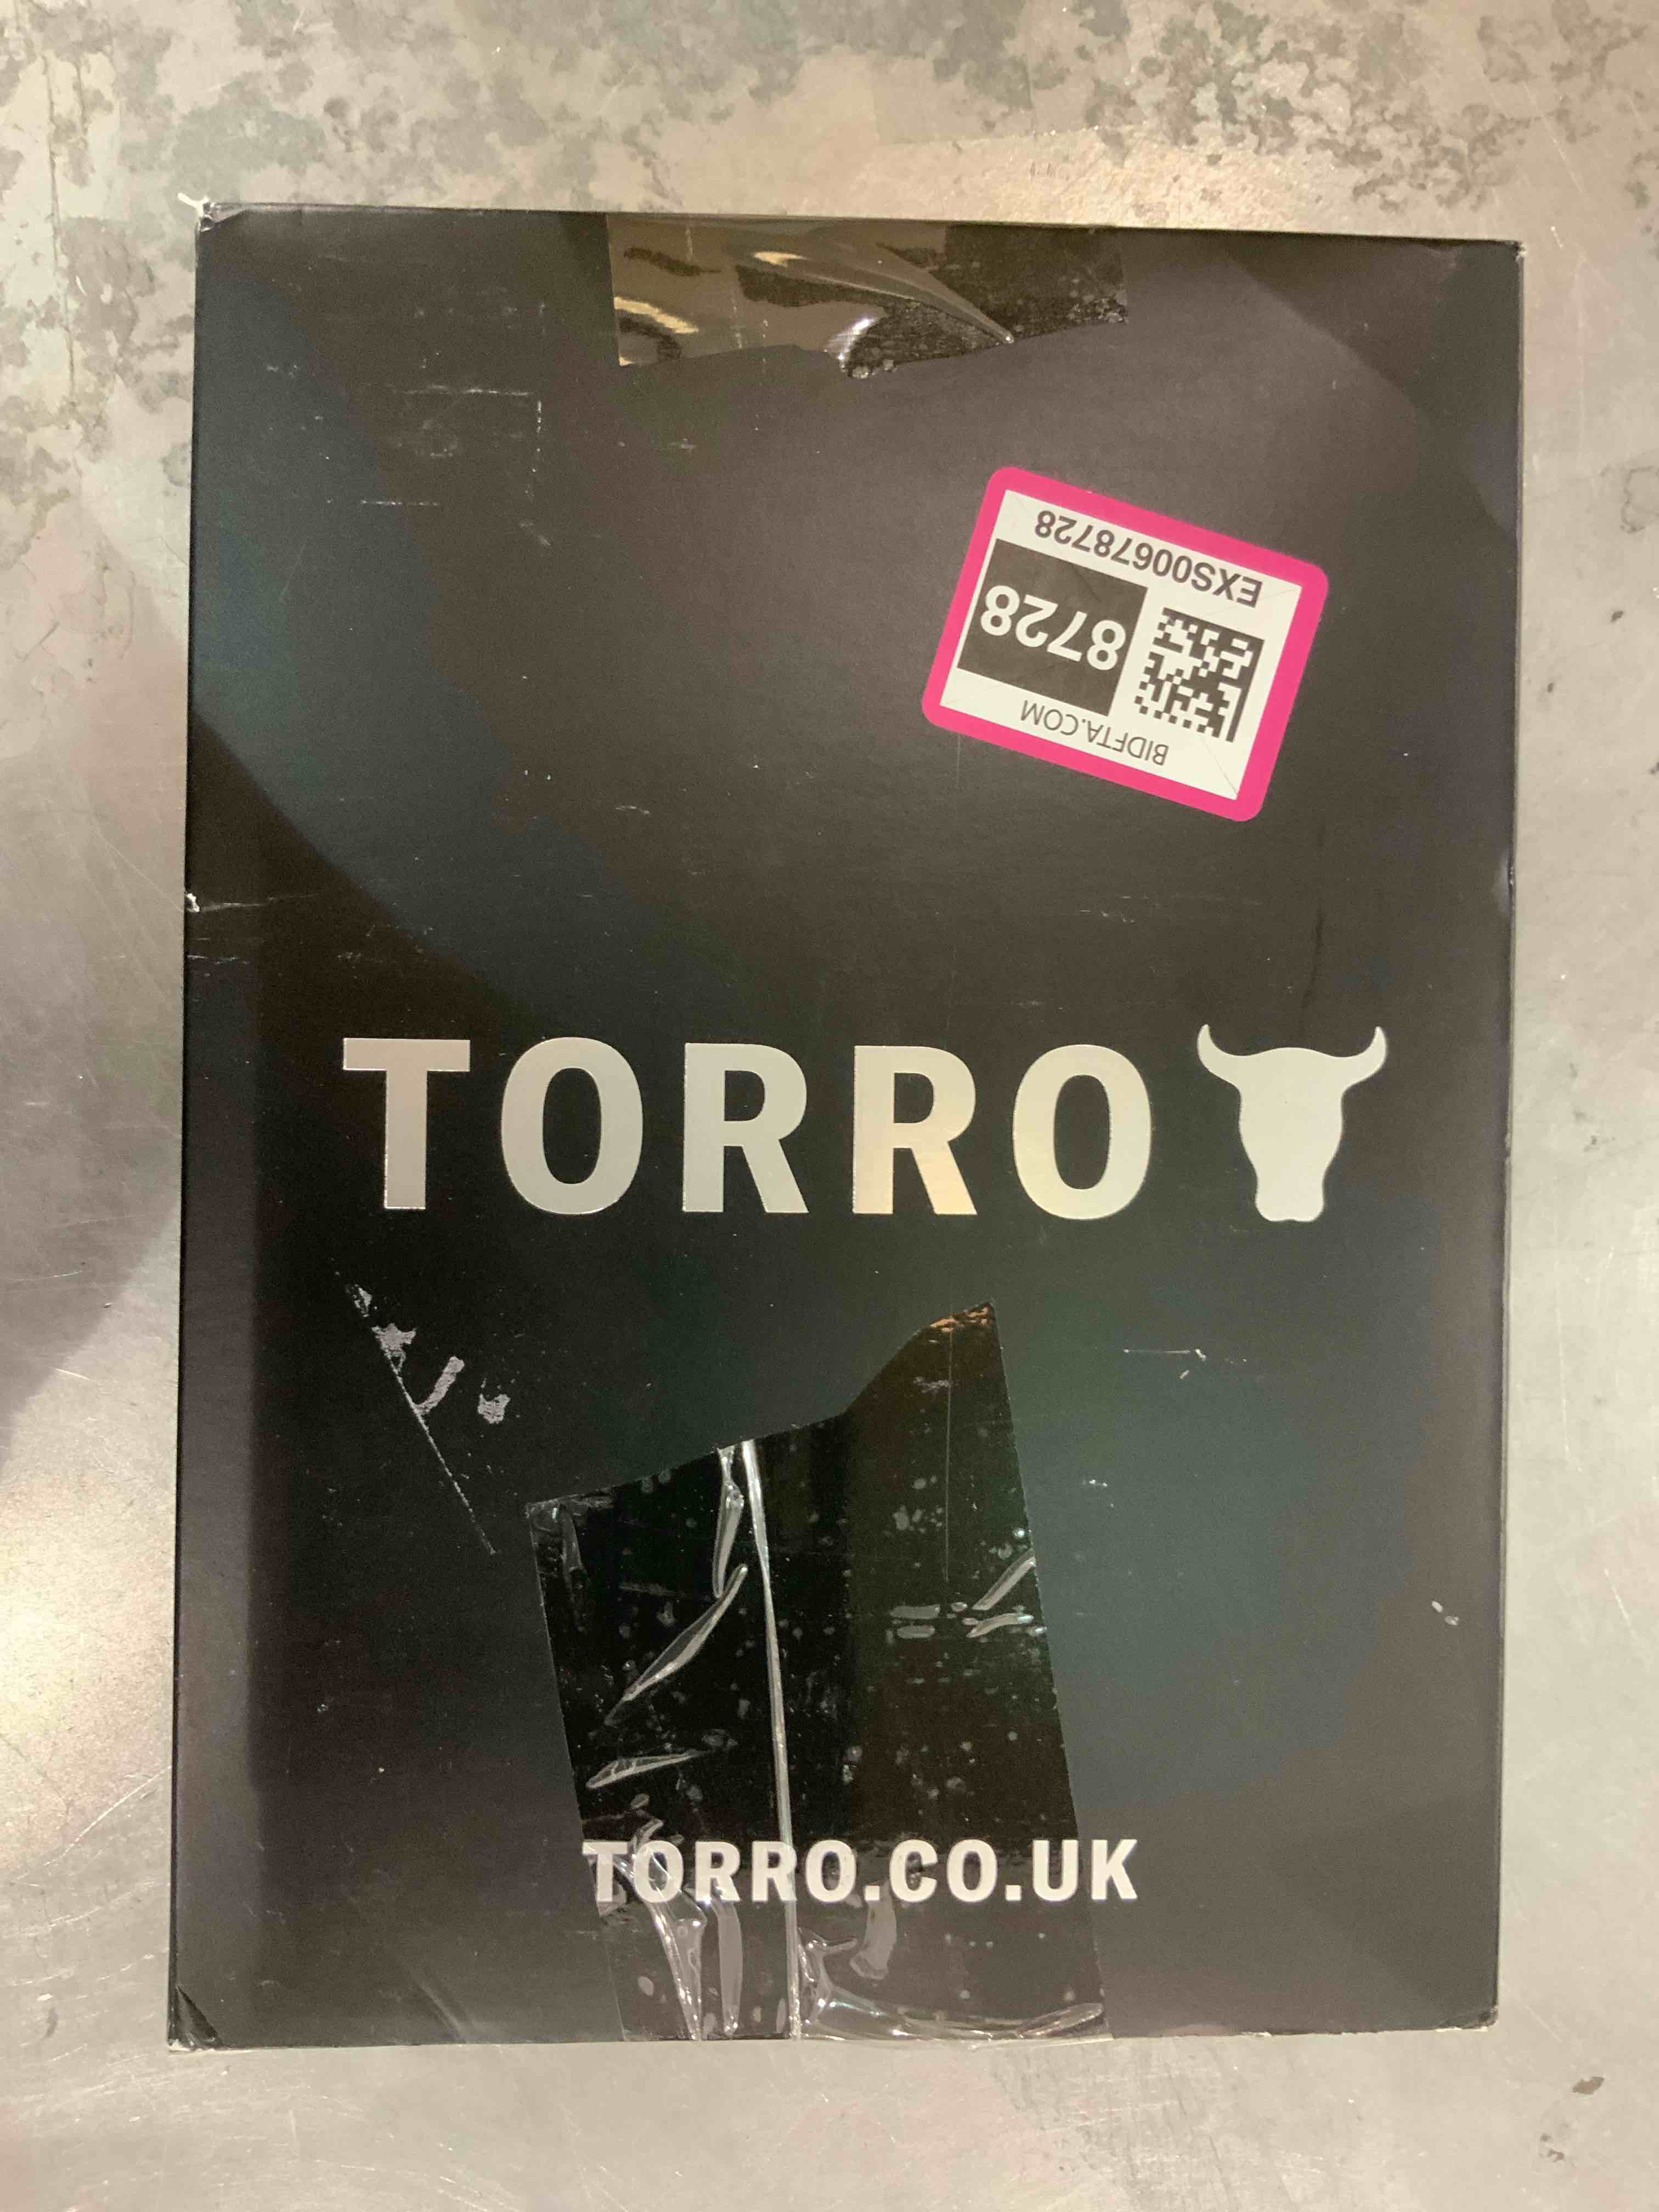 EXS00678728
8728
BIDFTA.COM
TORRO
TORRO.CO.UK